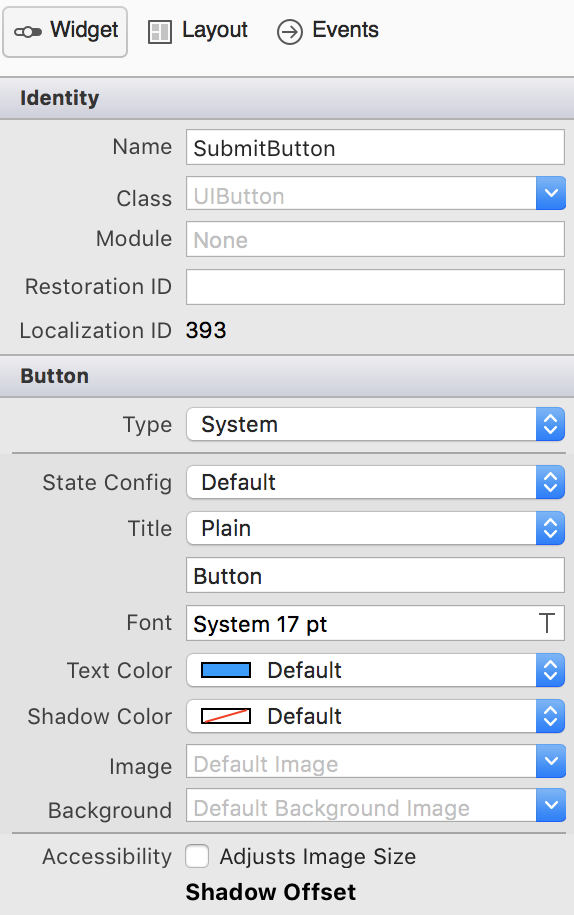 Widget Layout Events
Identity
Name SubmitButton
Class UIButton
Module None
Restoration ID
Localization ID 393
Button
Type System
State Config Default
Title Plain
Button
Font System 17 pt T
Text Color Default
Shadow Color Default
Image Default Image
Background Default Background Image
Accessibility Adjusts Image Size
Shadow Offset